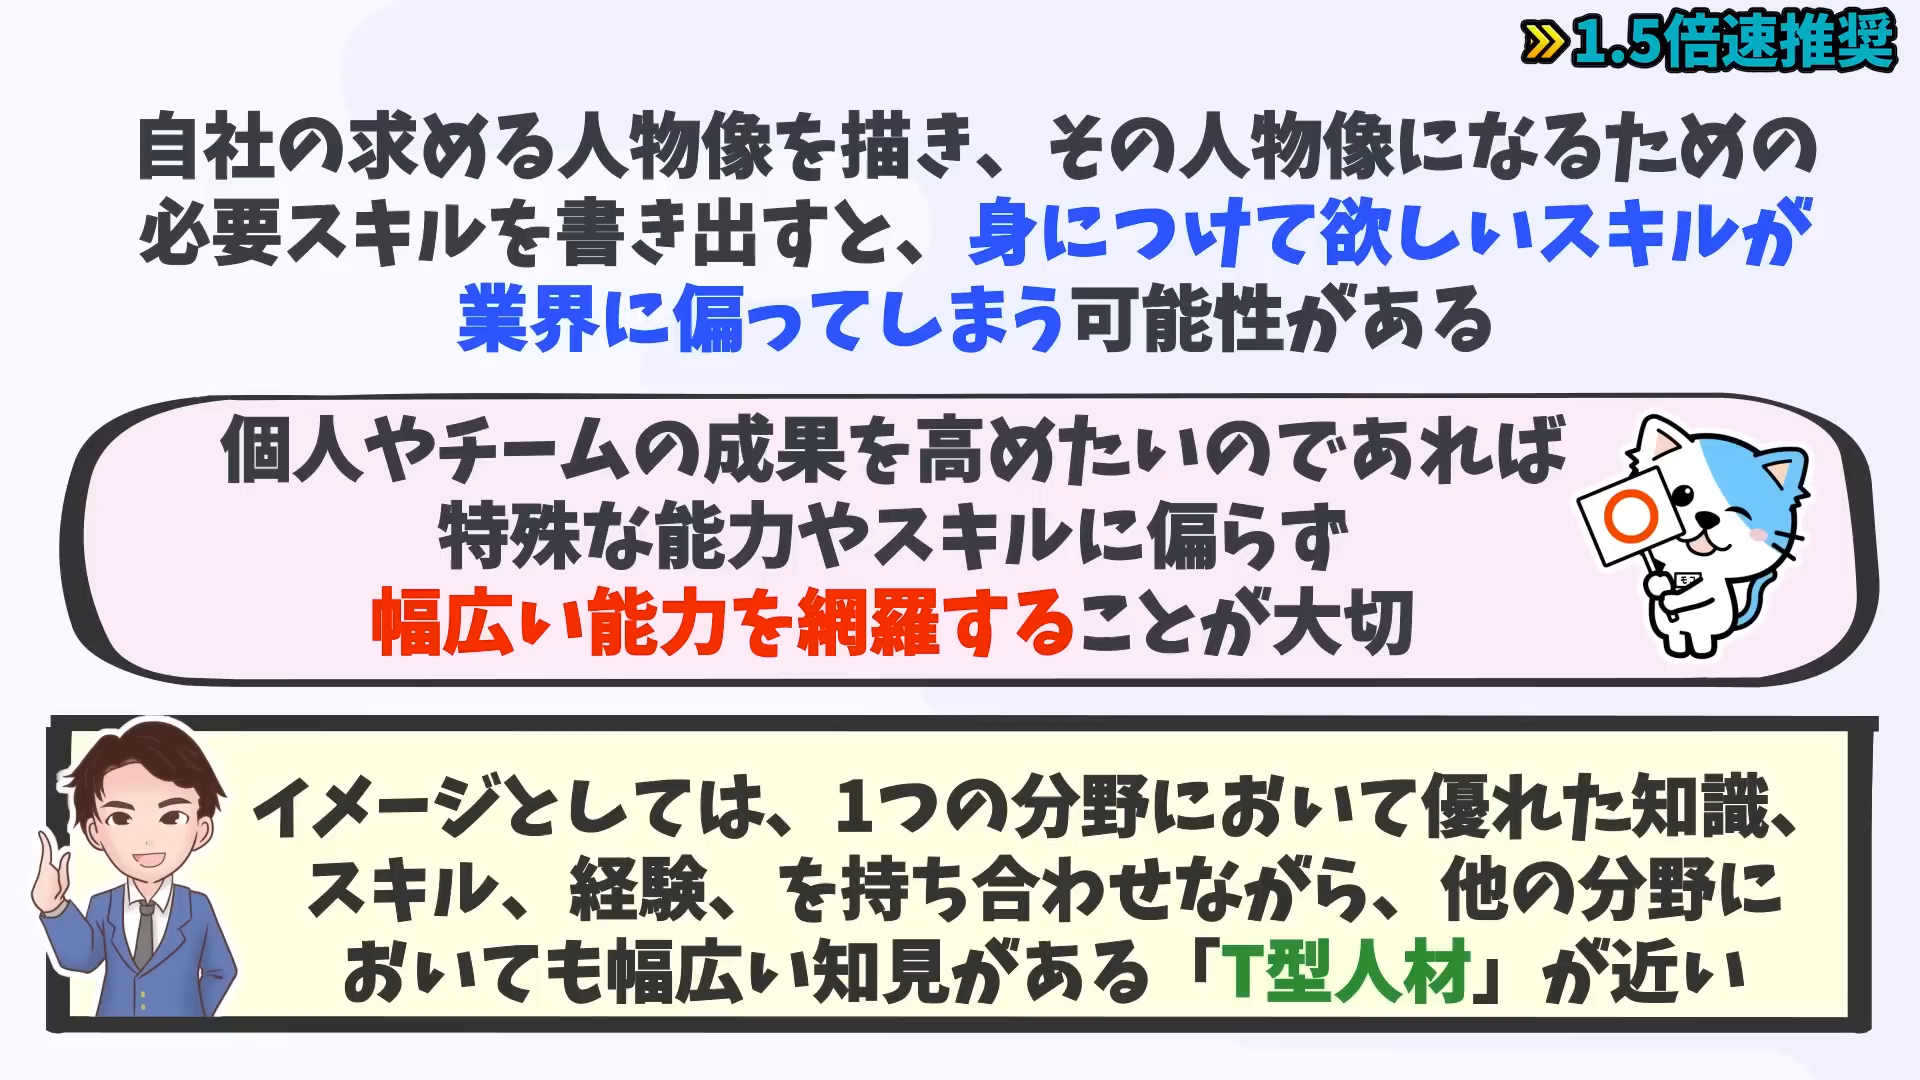 1.5倍速推奨
自社の求める人物像を描き、その人物像になるための
必要スキルを書き出すと、身につけて欲しいスキルが
業界に偏ってしまう可能性がある
個人やチームの成果を高めたいのであれば
特殊な能力やスキルに偏らず
幅広い能力を網羅することが大切
モコ
イメージとしては、1つの分野において優れた知識、
スキル、経験、を持ち合わせながら、他の分野に
おいても幅広い知見がある「T型人材」が近い